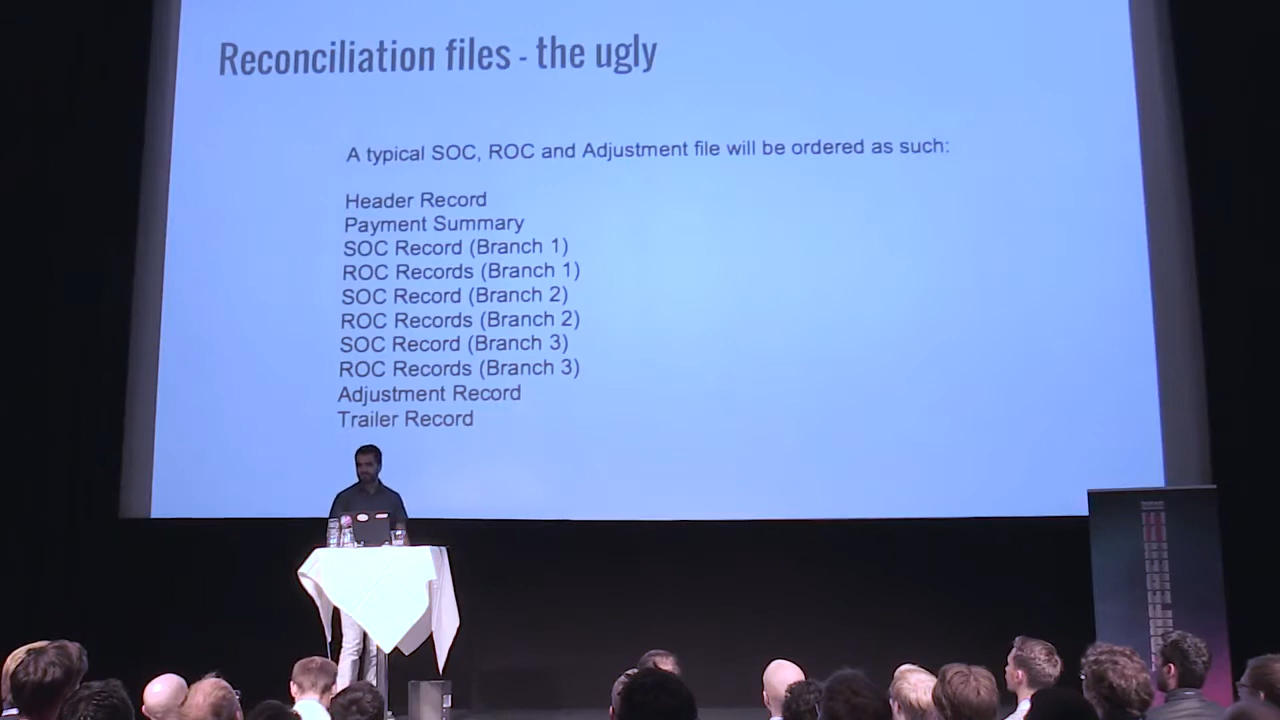 Reconciliation files - the ugly
A typical SOC, ROC and Adjustment file will be ordered as such:
Header Record
Payment Summary
SOC Record (Branch 1)
ROC Records (Branch 1)
SOC Record (Branch 2)
ROC Records (Branch 2)
SOC Record (Branch 3)
ROC Records (Branch 3)
Adjustment Record
Trailer Record